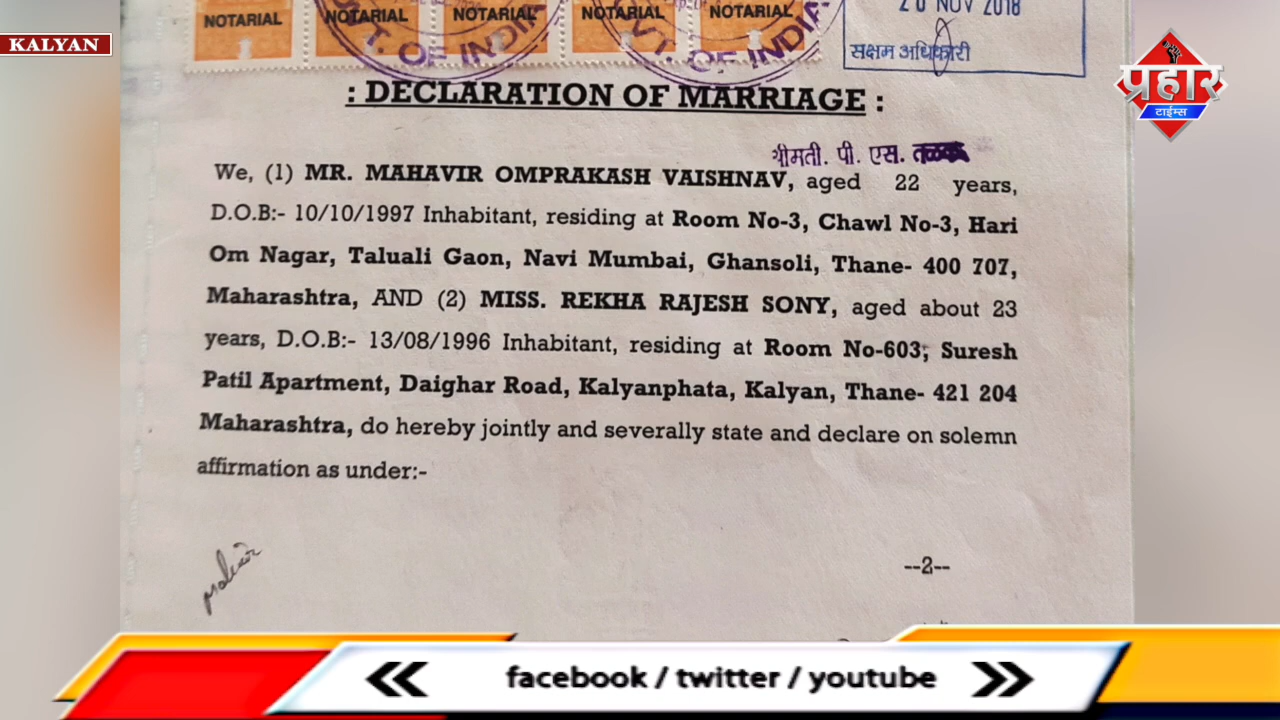 NOTARIAL NOTARIAL NOTARIAL NOTARIAL NOTARIAL
T. OF INDIA
VT. OF INDIA
20 NOV 2018
सक्षम अधिकारी
KALYAN
प्रहार
टाईम्स
: DECLARATION OF MARRIAGE :
श्रीमती. पी. एस.
We, (1) MR. MAHAVIR OMPRAKASH VAISHNAV, aged 22 years,
D.O.B:- 10/10/1997 Inhabitant, residing at Room No-3, Chawl No-3, Hari
Om Nagar, Taluali Gaon, Navi Mumbai, Ghansoli, Thane- 400 707,
Maharashtra, AND (2) MISS. REKHA RAJESH SONY, aged about 23
years, D.O.B:- 13/08/1996 Inhabitant, residing at Room No-603, Suresh
Patil Apartment, Daighar Road, Kalyanphata, Kalyan, Thane- 421 204
Maharashtra, do hereby jointly and severally state and declare on solemn
affirmation as under:-
--2--
facebook / twitter / youtube